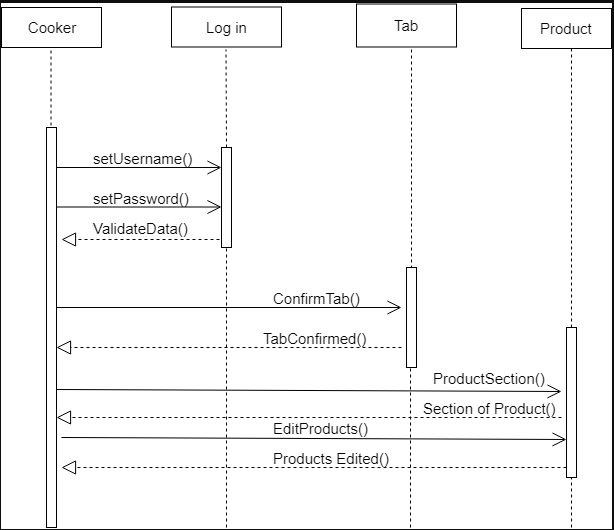 Cooker
Log in
Tab
Product
setUsername()
setPassword()
ValidateData()
ConfirmTab()
TabConfirmed()
ProductSection()
Section of Product()
EditProducts()
Products Edited()